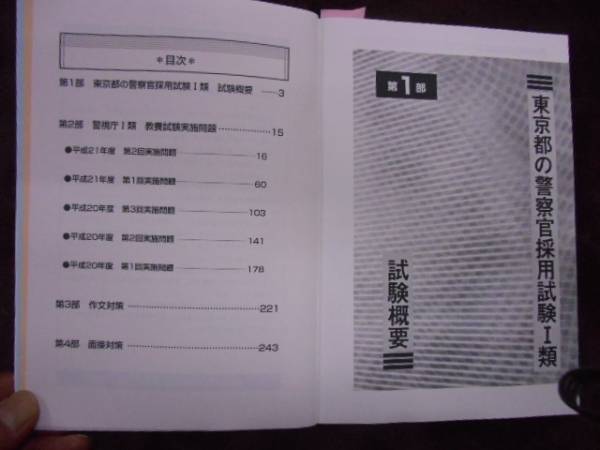 ＊目次＊
第1部 東京都の警察官採用試験Ⅰ類 試験概要 …3
第2部 警視庁Ⅰ類 教養試験実施問題 …15
●平成21年度 第2回実施問題 …16
●平成21年度 第1回実施問題 …60
●平成20年度 第3回実施問題 …103
●平成20年度 第2回実施問題 …141
●平成20年度 第1回実施問題 …178
第3部 作文対策 …221
第4部 面接対策 …243
第1部
東京都の警察官採用試験Ⅰ類
試験概要